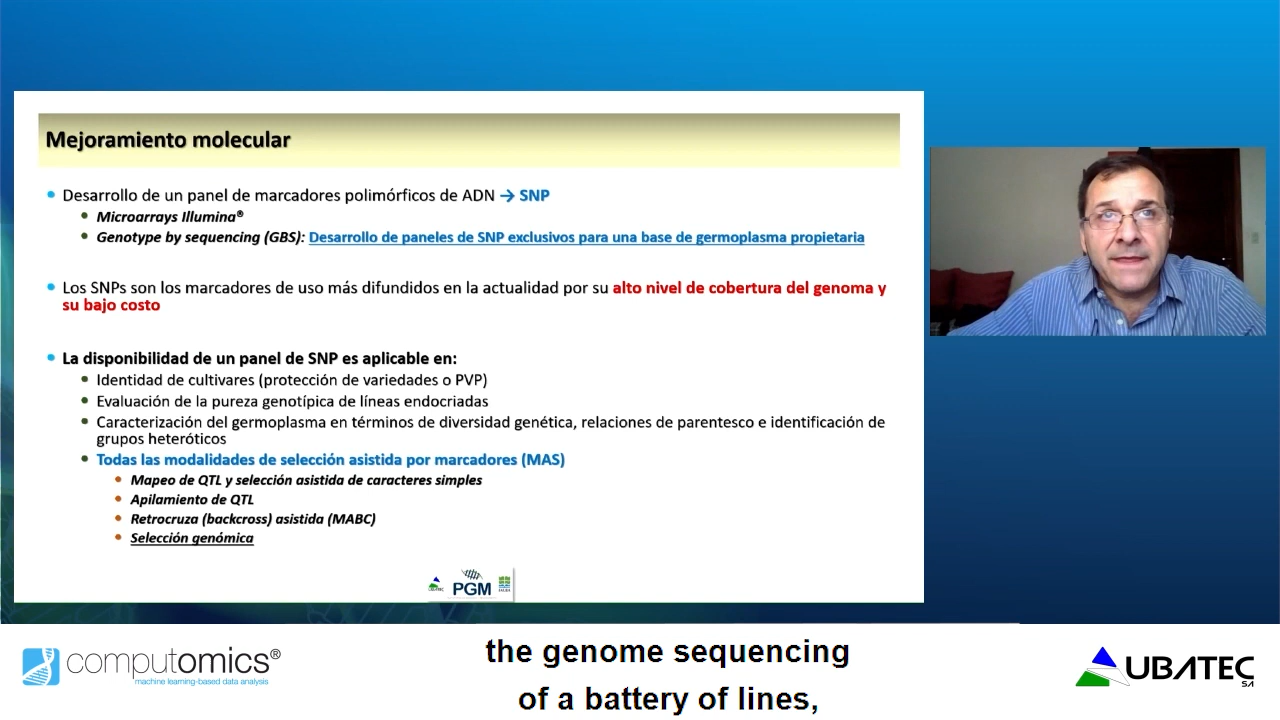 Mejoramiento molecular
Desarrollo de un panel de marcadores polimórficos de ADN → SNP
Microarrays Illumina®
Genotype by sequencing (GBS): Desarrollo de paneles de SNP exclusivos para una base de germoplasma propietaria
Los SNPs son los marcadores de uso más difundidos en la actualidad por su alto nivel de cobertura del genoma y
su bajo costo
La disponibilidad de un panel de SNP es aplicable en:
Identidad de cultivares (protección de variedades o PVP)
Evaluación de la pureza genotípica de líneas endocriadas
Caracterización del germoplasma en términos de diversidad genética, relaciones de parentesco e identificación de
grupos heteróticos
Todas las modalidades de selección asistida por marcadores (MAS)
Mapeo de QTL y selección asistida de caracteres simples
Apilamiento de QTL
Retrocruza (backcross) asistida (MABC)
Selección genómica
PGM
computomics®
machine learning-based data analysis
the genome sequencing
of a battery of lines,
UBATEC
SA